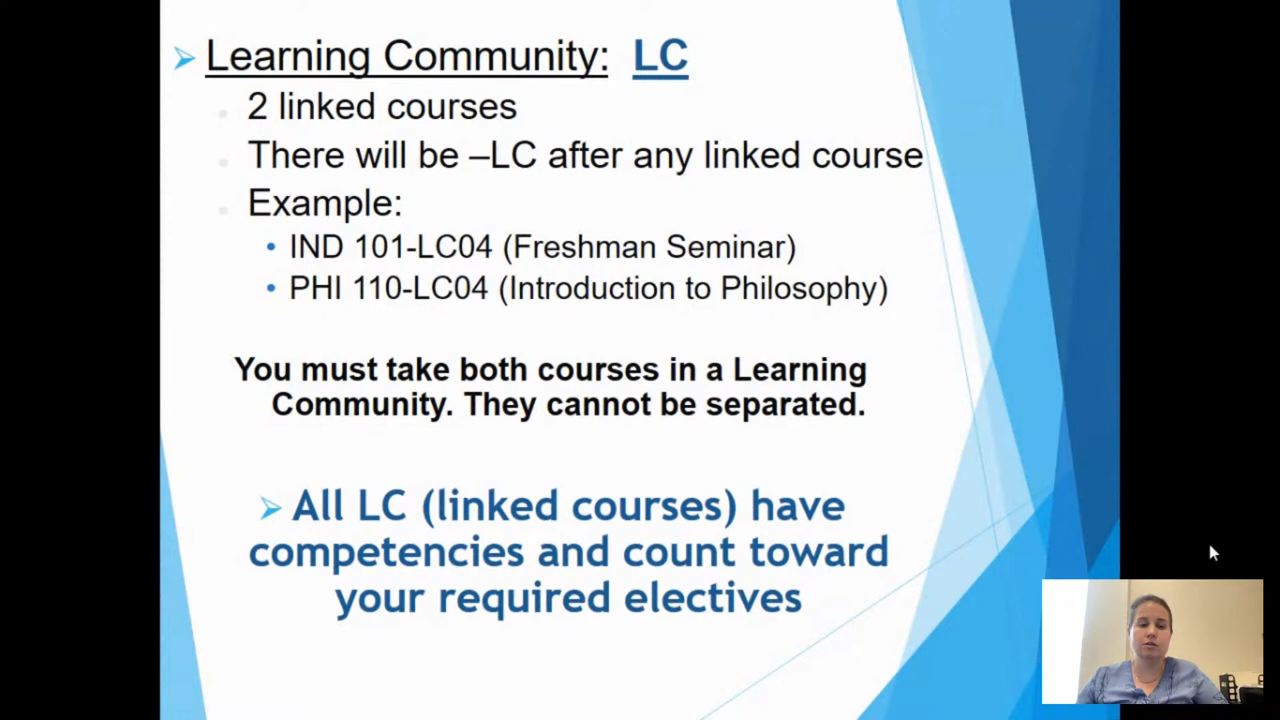 Learning Community: LC
2 linked courses
There will be –LC after any linked course
Example:
IND 101-LC04 (Freshman Seminar)
PHI 110-LC04 (Introduction to Philosophy)
You must take both courses in a Learning
Community. They cannot be separated.
All LC (linked courses) have
competencies and count toward
your required electives